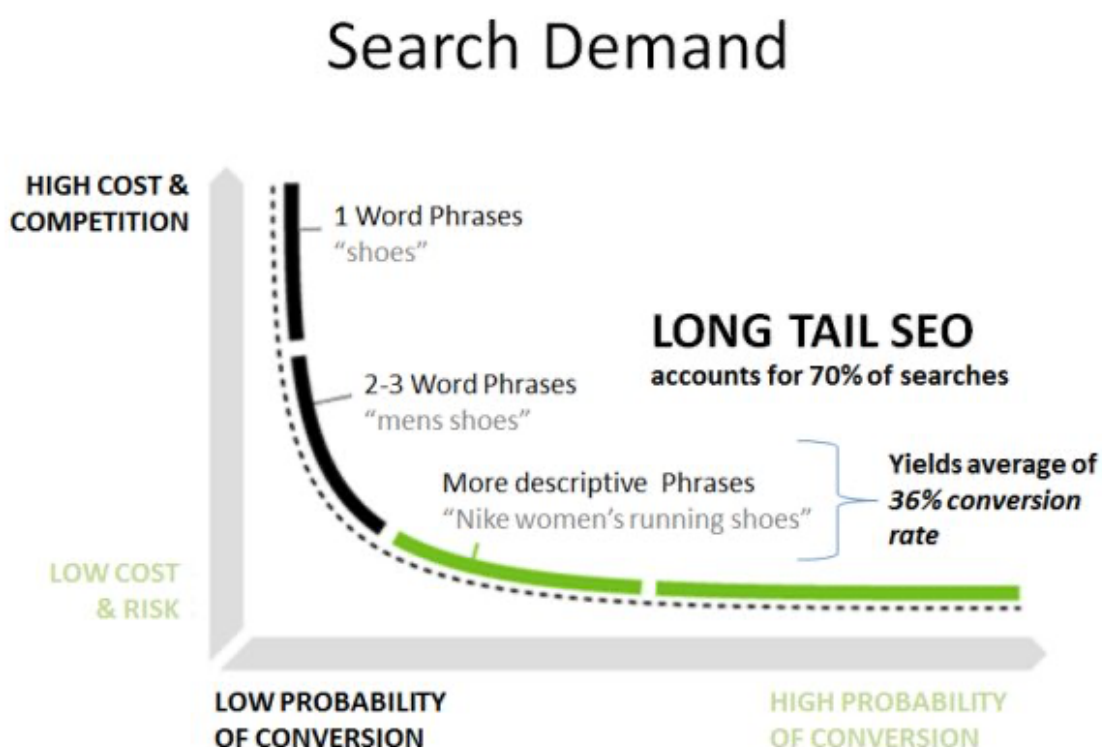 Search Demand
HIGH COST &
COMPETITION
1 Word Phrases
“shoes”
LONG TAIL SEO
accounts for 70% of searches
2-3 Word Phrases
“mens shoes”
More descriptive Phrases
“Nike women’s running shoes”
Yields average of
36% conversion
rate
LOW COST
& RISK
LOW PROBABILITY
OF CONVERSION
HIGH PROBABILITY
OF CONVERSION